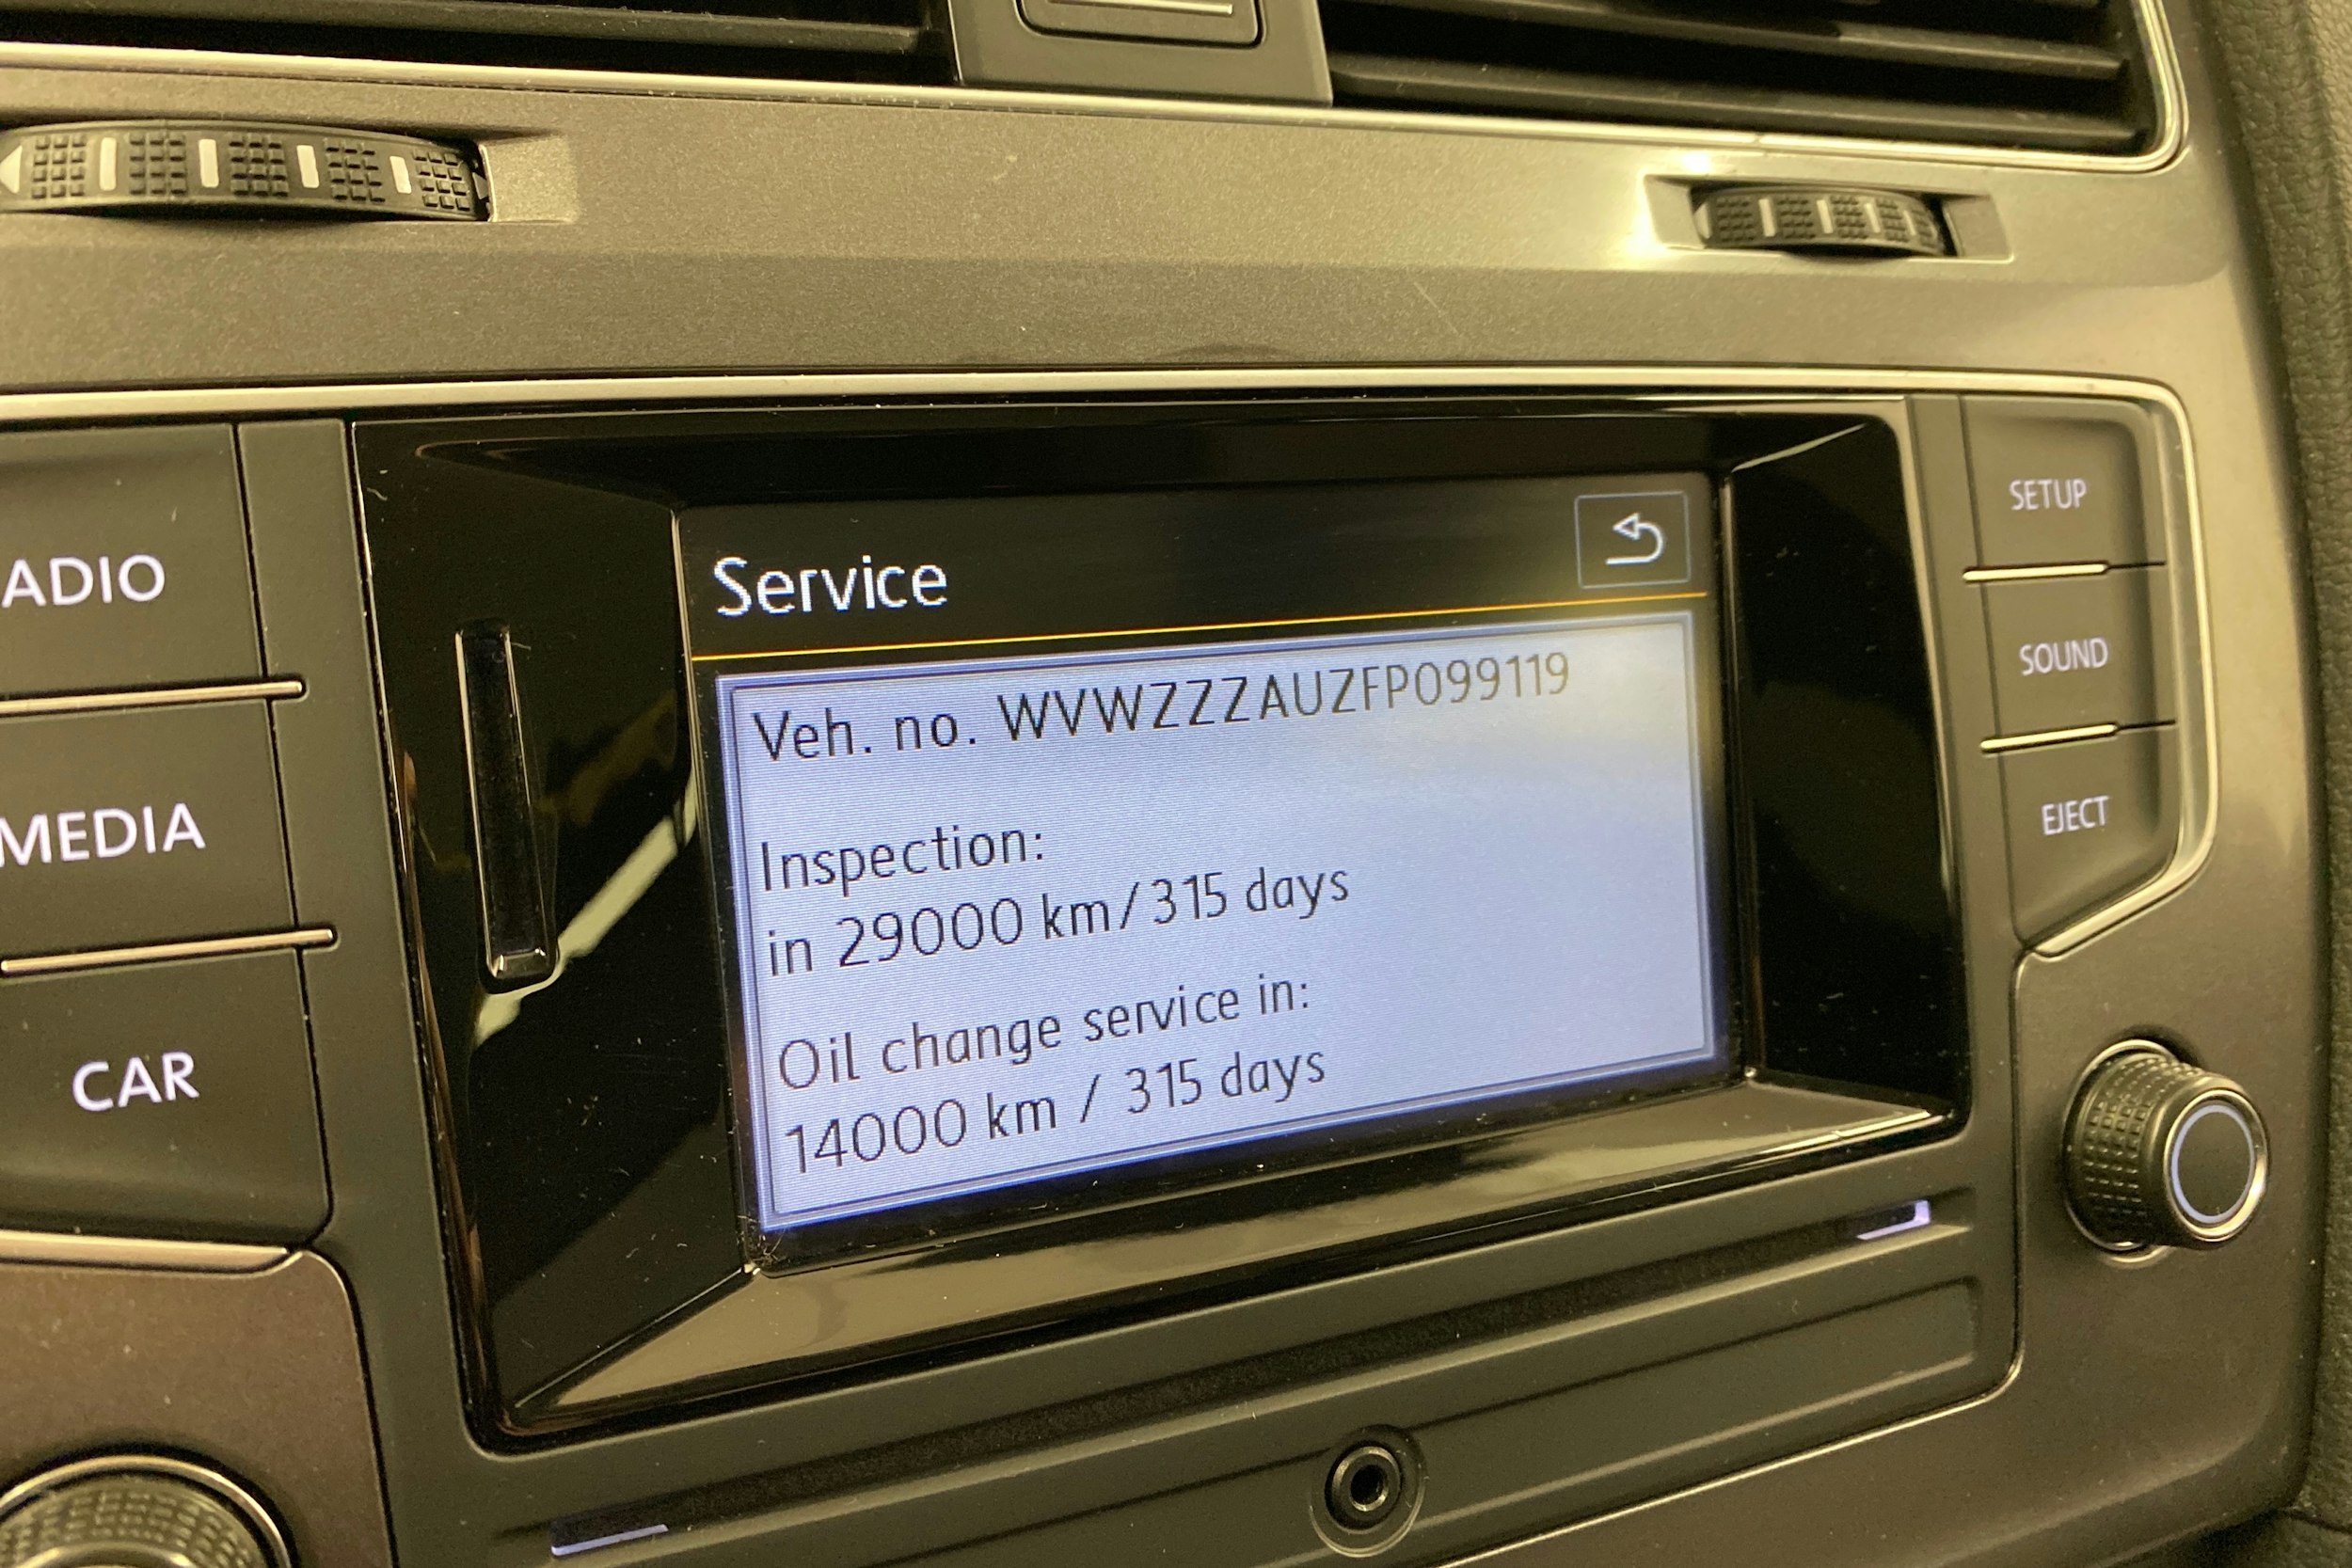 Service
Veh. no. WVWZZZAUZFP099119
Inspection:
in 29000 km/315 days
Oil change service in:
14000 km / 315 days
ADIO
MEDIA
CAR
SETUP
SOUND
EJECT